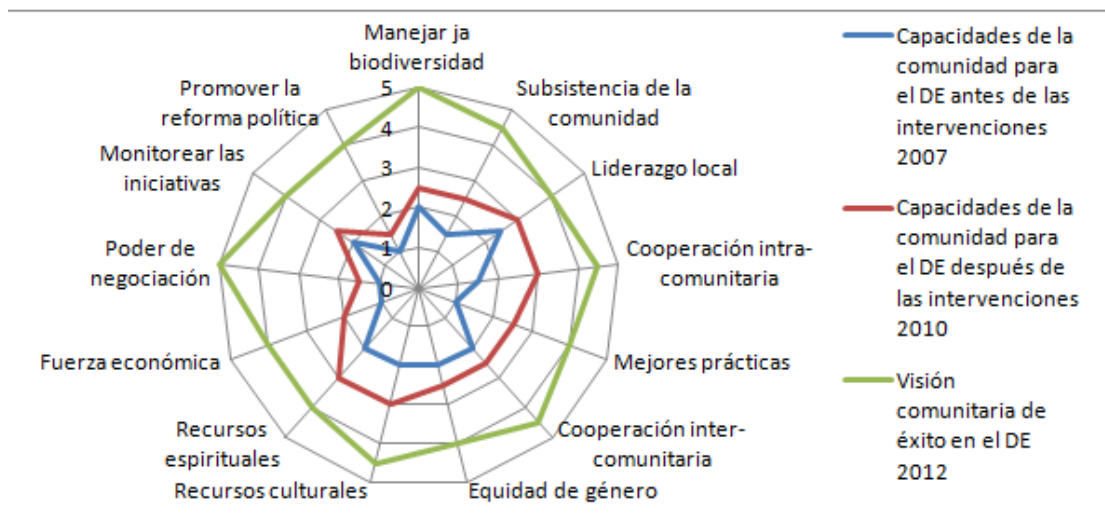 Manejar ja
biodiversidad
Subsistencia de la
comunidad
Liderazgo local
Cooperación intra-
comunitaria
Mejores prácticas
Cooperación inter-
comunitaria
Equidad de género
Recursos culturales
Recursos
espirituales
Fuerza económica
Poder de
negociación
Monitorear las
iniciativas
Promover la
reforma política
5
4
3
2
1
0
Capacidades de la
comunidad para
el DE antes de las
intervenciones
2007
Capacidades de la
comunidad para
el DE después de
las intervenciones
2010
Visión
comunitaria de
éxito en el DE
2012